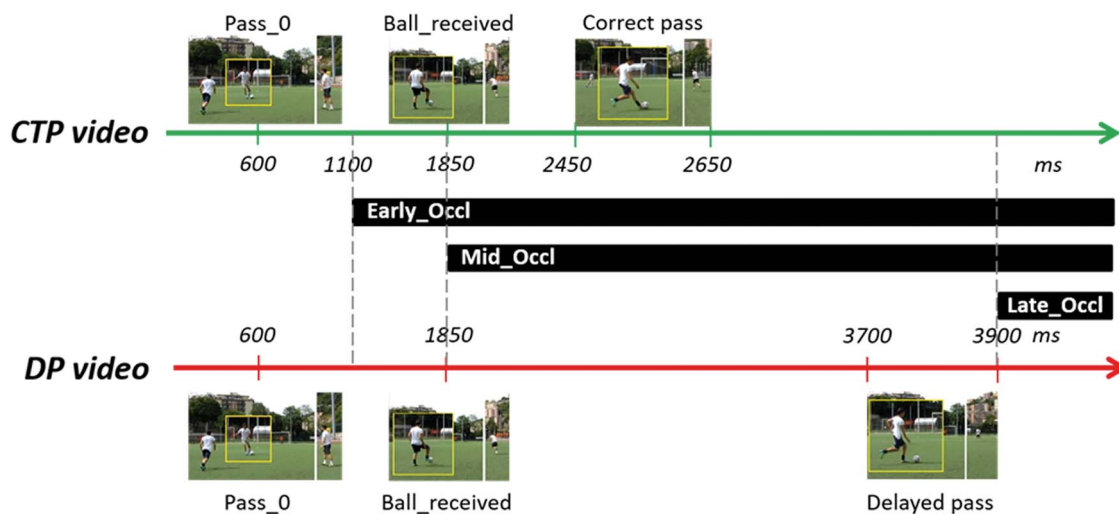 Pass_0 Ball_received Correct pass
CTP video
600 1100 1850 2450 2650 ms
Early_Occl
Mid_Occl
Late_Occl
600 1850 3700 3900 ms
DP video
Pass_0 Ball_received Delayed pass